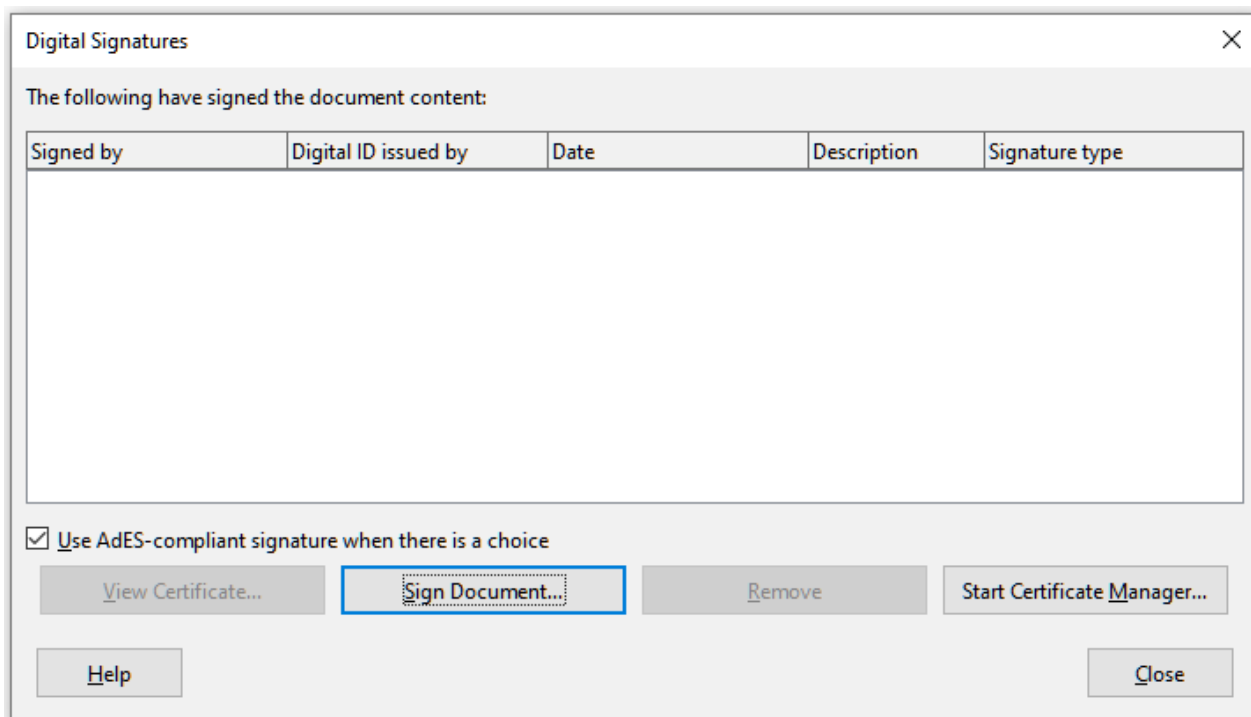 Digital Signatures
The following have signed the document content:
Signed by Digital ID issued by Date Description Signature type
Use AdES-compliant signature when there is a choice
View Certificate... Sign Document... Remove Start Certificate Manager...
Help Close